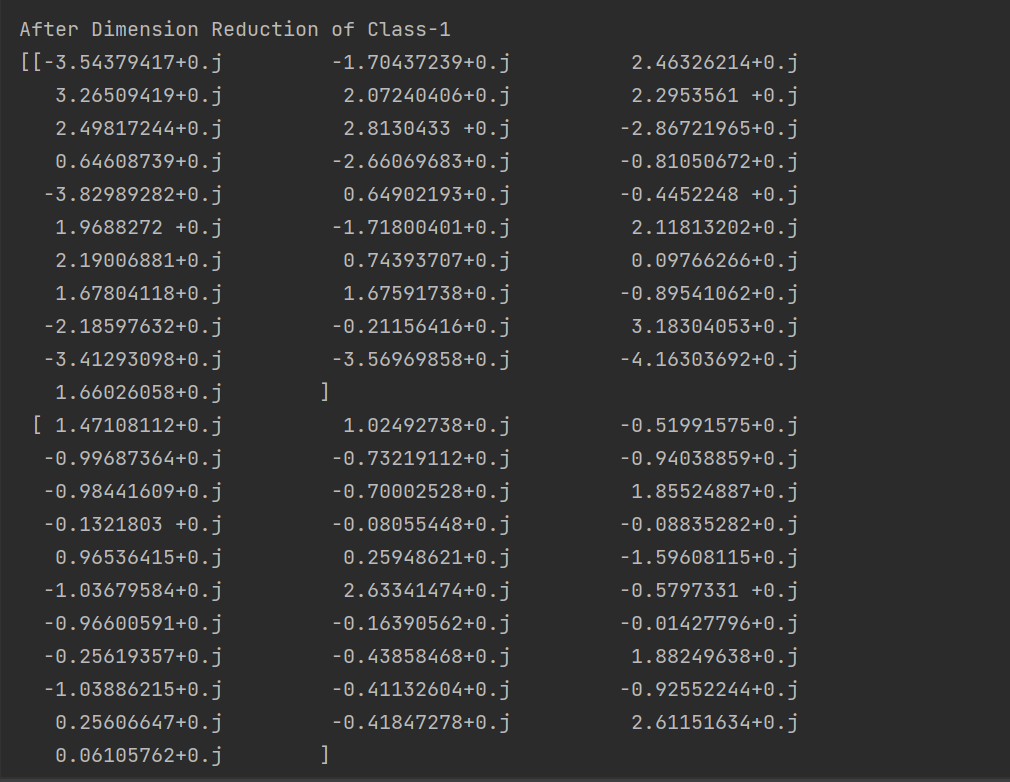 After Dimension Reduction of Class-1
[[-3.54379417+0.j         -1.70437239+0.j          2.46326214+0.j
   3.26509419+0.j          2.07240406+0.j          2.2953561 +0.j
   2.49817244+0.j          2.8130433 +0.j         -2.86721965+0.j
   0.64608739+0.j         -2.66069683+0.j         -0.81050672+0.j
  -3.82989282+0.j          0.64902193+0.j         -0.4452248 +0.j
   1.9688272 +0.j         -1.71800401+0.j          2.11813202+0.j
   2.19006881+0.j          0.74393707+0.j          0.09766266+0.j
   1.67804118+0.j          1.67591738+0.j         -0.89541062+0.j
  -2.18597632+0.j         -0.21156416+0.j          3.18304053+0.j
  -3.41293098+0.j         -3.56969858+0.j         -4.16303692+0.j
   1.66026058+0.j        ]
 [ 1.47108112+0.j          1.02492738+0.j         -0.51991575+0.j
  -0.99687364+0.j         -0.73219112+0.j         -0.94038859+0.j
  -0.98441609+0.j         -0.70002528+0.j          1.85524887+0.j
  -0.1321803 +0.j         -0.08055448+0.j         -0.08835282+0.j
   0.96536415+0.j          0.25948621+0.j         -1.59608115+0.j
  -1.03679584+0.j          2.63341474+0.j         -0.5797331 +0.j
  -0.96600591+0.j         -0.16390562+0.j         -0.01427796+0.j
  -0.25619357+0.j         -0.43858468+0.j          1.88249638+0.j
  -1.03886215+0.j         -0.41132604+0.j         -0.92552244+0.j
   0.25606647+0.j         -0.41847278+0.j          2.61151634+0.j
   0.06105762+0.j        ]